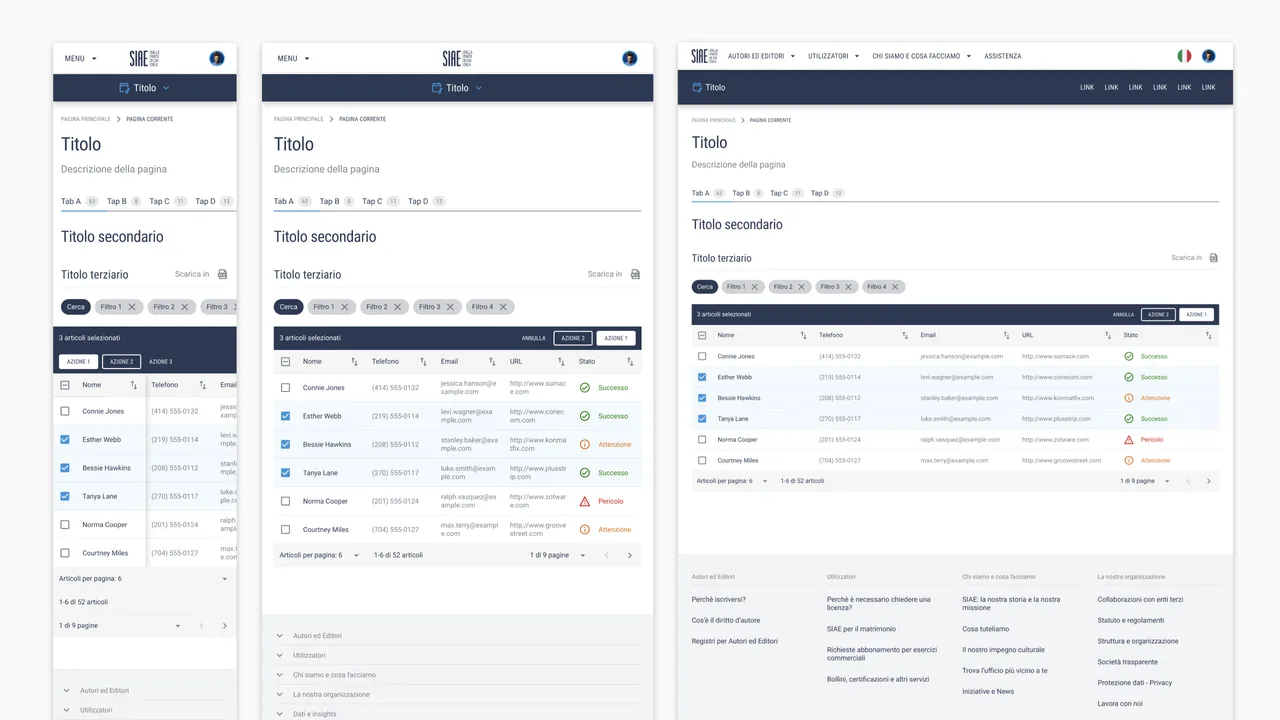 MENU
SIAE
Titolo
PAGINA PRINCIPALE
PAGINA CORRENTE
Titolo
Descrizione della pagina
Tab A 63 Tap B 8 Tap C 11 Tap D 13
Titolo secondario
Titolo terziario
Scarica in
Cerca Filtro 1 Filtro 2 Filtro 3
3 articoli selezionati
AZIONE 1 AZIONE 2 AZIONE 3
Nome Telefono Email
Connie Jones (414) 555-0132
Esther Webb (219) 555-0114
Bessie Hawkins (208) 555-0112
Tanya Lane (270) 555-0117
Norma Cooper (201) 555-0124
Courtney Miles (704) 555-0127
Articoli per pagina: 6
1-6 di 52 articoli
1 di 9 pagine
Autori ed Editori
Utilizzatori
MENU
SIAE
Titolo
PAGINA PRINCIPALE
PAGINA CORRENTE
Titolo
Descrizione della pagina
Tab A 63 Tap B 8 Tap C 11 Tap D 13
Titolo secondario
Titolo terziario
Scarica in
Cerca Filtro 1 Filtro 2 Filtro 3 Filtro 4
3 articoli selezionati
ANNULLA AZIONE 2 AZIONE 1
Nome Telefono Email URL Stato
Connie Jones (414) 555-0132 jessica.hanson@e
xample.com http://www.sumac
e.com Successo
Esther Webb (219) 555-0114 levi.wagner@exa
mple.com http://www.conec
om.com Successo
Bessie Hawkins (208) 555-0112 stanley.baker@exa
mple.com http://www.konma
tfix.com Attenzione
Tanya Lane (270) 555-0117 luke.smith@exam
ple.com http://www.plusstr
ip.com Successo
Norma Cooper (201) 555-0124 ralph.vasquez@ex
ample.com http://www.zotwar
e.com Pericolo
Courtney Miles (704) 555-0127 max.terry@exampl
e.com http://www.groove
street.com Attenzione
Articoli per pagina: 6
1-6 di 52 articoli
1 di 9 pagine
Autori ed Editori
Utilizzatori
Chi siamo e cosa facciamo
La nostra organizzazione
Dati e insights
SIAE
AUTORI ED EDITORI UTILIZZATORI CHI SIAMO E COSA FACCIAMO ASSISTENZA
Titolo
LINK LINK LINK LINK LINK LINK
PAGINA PRINCIPALE
PAGINA CORRENTE
Titolo
Descrizione della pagina
Tab A 63 Tap B 8 Tap C 11 Tap D 13
Titolo secondario
Titolo terziario
Scarica in
Cerca Filtro 1 Filtro 2 Filtro 3 Filtro 4
3 articoli selezionati
ANNULLA AZIONE 2 AZIONE 1
Nome Telefono Email URL Stato
Connie Jones (414) 555-0132 jessica.hanson@example.com http://www.sumace.com Successo
Esther Webb (219) 555-0114 levi.wagner@example.com http://www.conecom.com Successo
Bessie Hawkins (208) 555-0112 stanley.baker@example.com http://www.konmatfix.com Attenzione
Tanya Lane (270) 555-0117 luke.smith@example.com http://www.plusstrip.com Successo
Norma Cooper (201) 555-0124 ralph.vasquez@example.com http://www.zotware.com Pericolo
Courtney Miles (704) 555-0127 max.terry@example.com http://www.groovestreet.com Attenzione
Articoli per pagina: 6
1-6 di 52 articoli
1 di 9 pagine
Autori ed Editori
Perchè iscriversi?
Cos'è il diritto d'autore
Registri per Autori ed Editori
Utilizzatori
Perchè è necessario chiedere una
licenza?
SIAE per il matrimonio
Richieste abbonamento per esercizi
commerciali
Bollini, certificazioni e altri servizi
Chi siamo e cosa facciamo
SIAE: la nostra storia e la nostra
missione
Cosa tuteliamo
Il nostro impegno culturale
Trova l'ufficio più vicino a te
Iniziative e News
La nostra organizzazione
Collaborazioni con enti terzi
Statuto e regolamenti
Struttura e organizzazione
Società trasparente
Protezione dati - Privacy
Lavora con noi